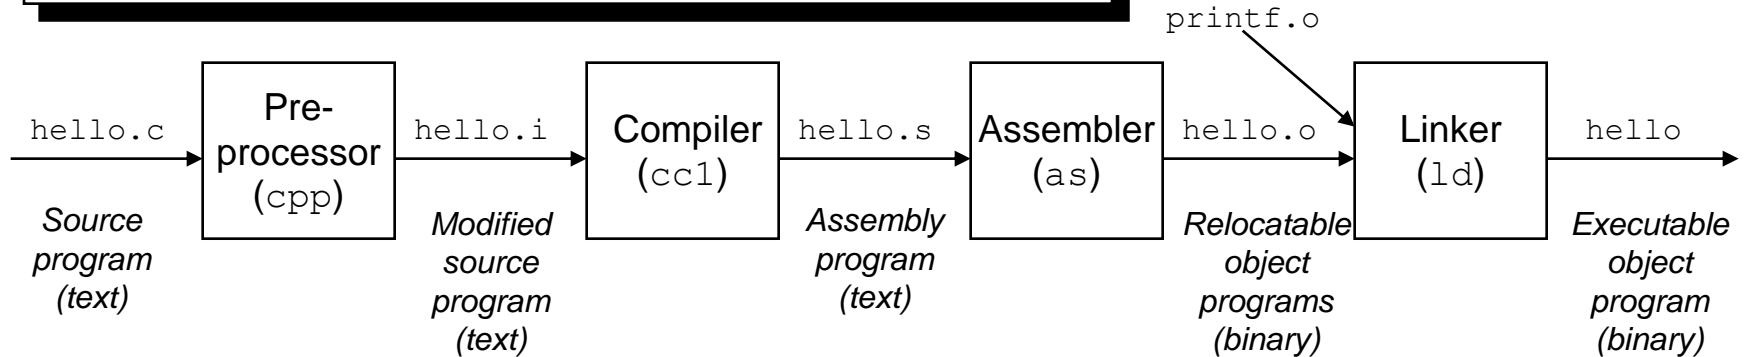 printf.o
hello.c
Pre-
processor
(cpp)
hello.i
Compiler
(cc1)
hello.s
Assembler
(as)
hello.o
Linker
(ld)
hello
Source
program
(text)
Modified
source
program
(text)
Assembly
program
(text)
Relocatable
object
programs
(binary)
Executable
object
program
(binary)